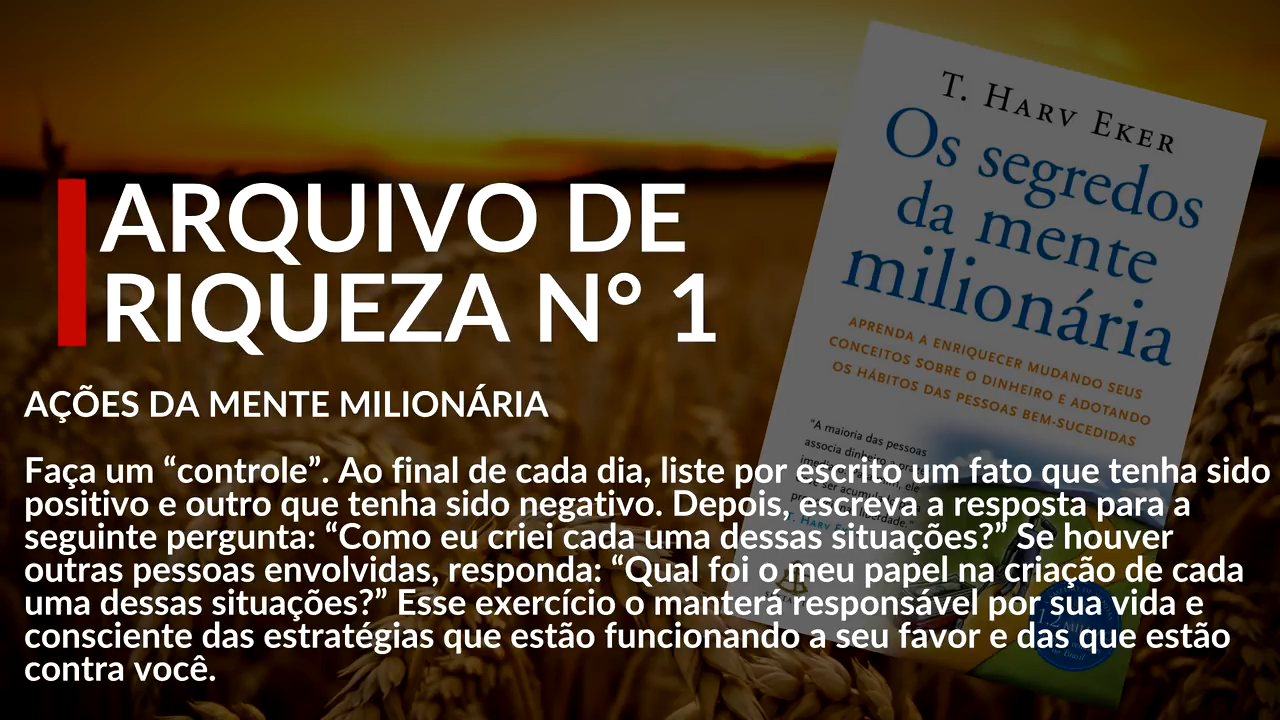 ARQUIVO DE
RIQUEZA N° 1
T. HARV EKER
Os segredos
da mente
milionária
APRENDA A ENRIQUECER MUDANDO SEUS
CONCEITOS SOBRE O DINHEIRO E ADOTANDO
OS HÁBITOS DAS PESSOAS BEM-SUCEDIDAS
"A maioria das pessoas
associa dinheiro
T. HARV
AÇÕES DA MENTE MILIONÁRIA
Faça um “controle”. Ao final de cada dia, liste por escrito um fato que tenha sido
positivo e outro que tenha sido negativo. Depois, escreva a resposta para a
seguinte pergunta: “Como eu criei cada uma dessas situações?” Se houver
outras pessoas envolvidas, responda: “Qual foi o meu papel na criação de cada
uma dessas situações?” Esse exercício o manterá responsável por sua vida e
consciente das estratégias que estão funcionando a seu favor e das que estão
contra você.